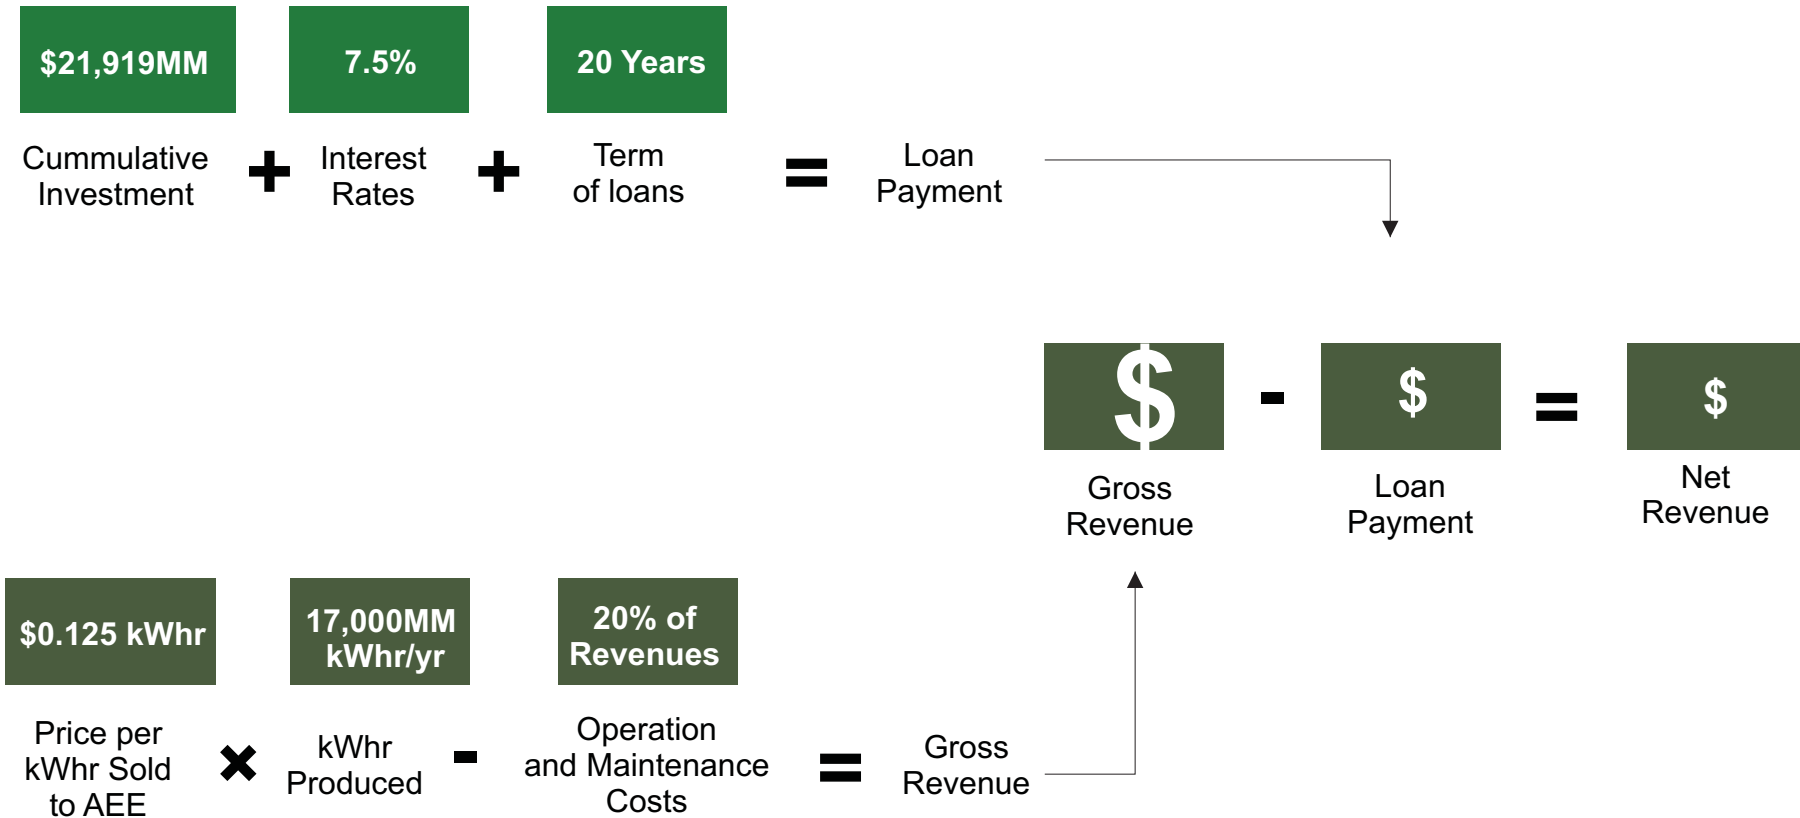 $21,919MM
7.5%
20 Years
Cummulative
Investment
+
Interest
Rates
+
Term
of loans
=
Loan
Payment
$
-
$
=
$
Gross
Revenue
Loan
Payment
Net
Revenue
$0.125 kWhr
17,000MM
kWhr/yr
20% of
Revenues
Price per
kWhr Sold
to AEE
×
kWhr
Produced
-
Operation
and Maintenance
Costs
=
Gross
Revenue